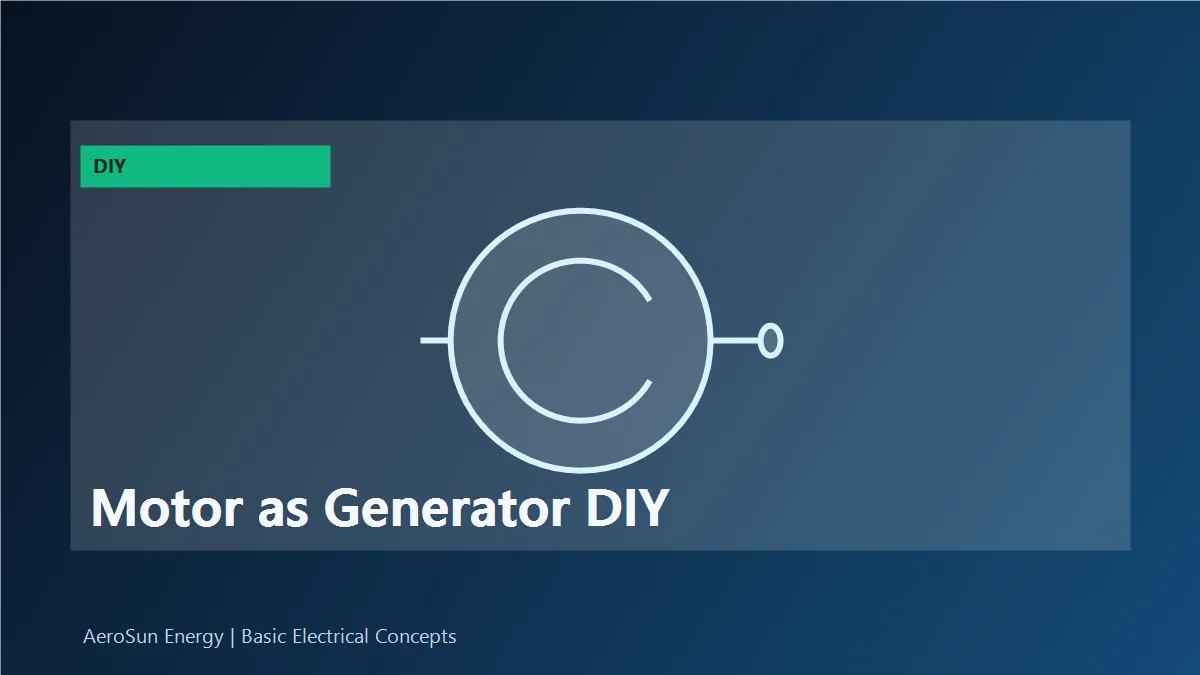 DIY
Motor as Generator DIY
AeroSun Energy | Basic Electrical Concepts